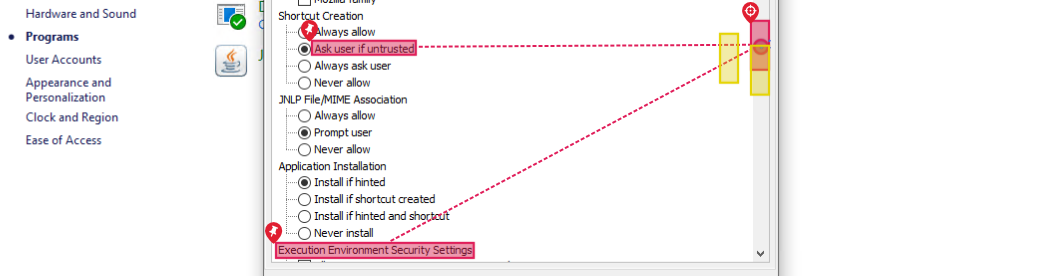 Hardware and Sound
Programs
User Accounts
Appearance and
Personalization
Clock and Region
Ease of Access
Mozilla family
Shortcut Creation
Always allow
Ask user if untrusted
Always ask user
Never allow
JNLP File/MIME Association
Always allow
Prompt user
Never allow
Application Installation
Install if hinted
Install if shortcut created
Install if hinted and shortcut
Never install
Execution Environment Security Settings